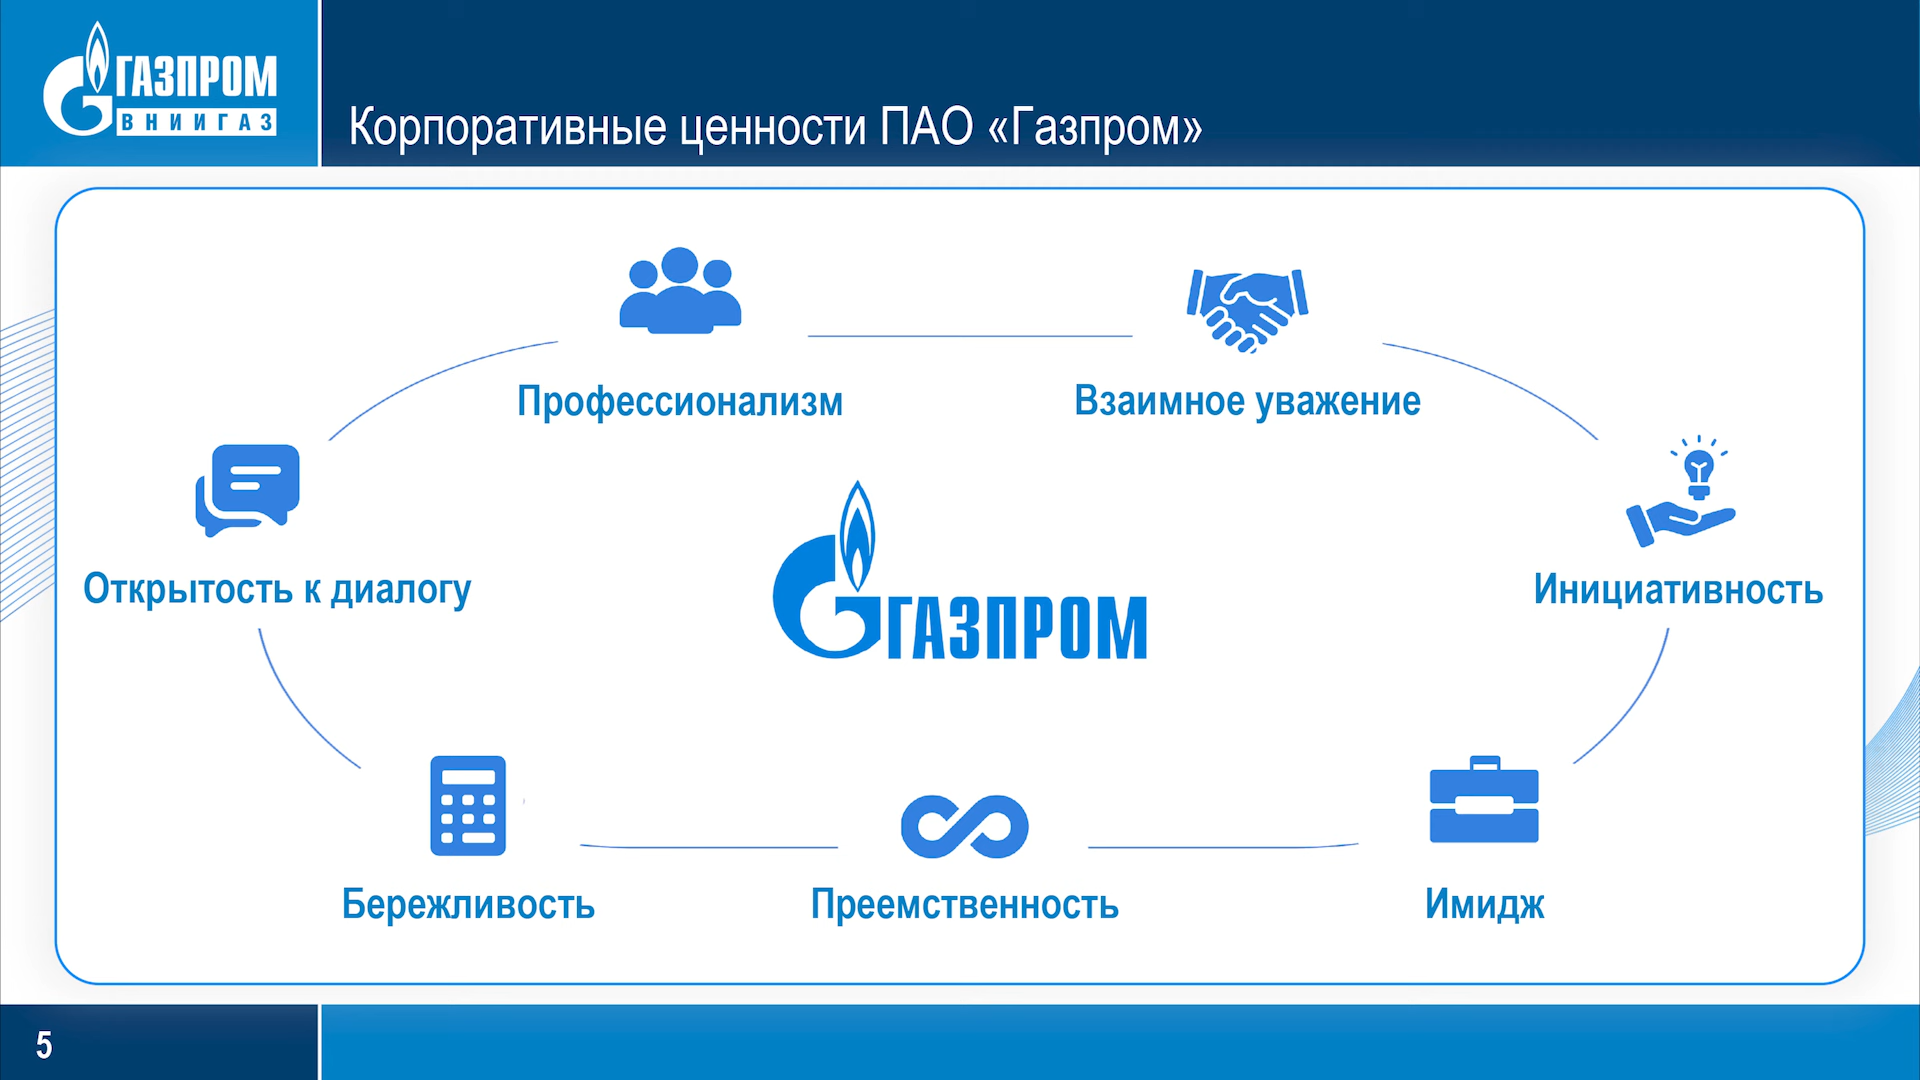 ГАЗПРОМ
ВНИИГАЗ
Корпоративные ценности ПАО «Газпром»
Профессионализм
Взаимное уважение
Открытость к диалогу
Инициативность
ГАЗПРОМ
Бережливость
Преемственность
Имидж
5